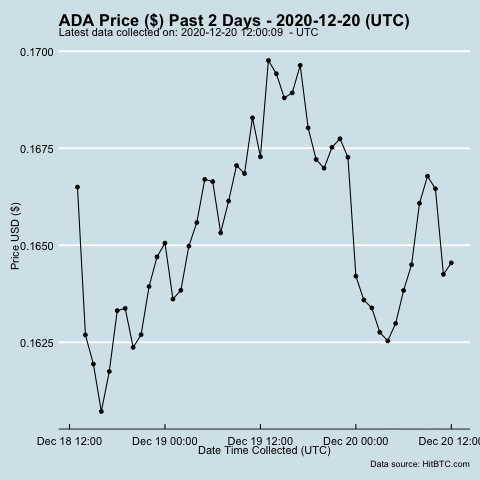 ADA Price ($) Past 2 Days - 2020-12-20 (UTC)
Latest data collected on: 2020-12-20 12:00:09 - UTC
0.1700
0.1675
0.1650
0.1625
Price USD ($)
Dec 18 12:00 Dec 19 00:00 Dec 19 12:00 Dec 20 00:00 Dec 20 12:00
Date Time Collected (UTC)
Data source: HitBTC.com